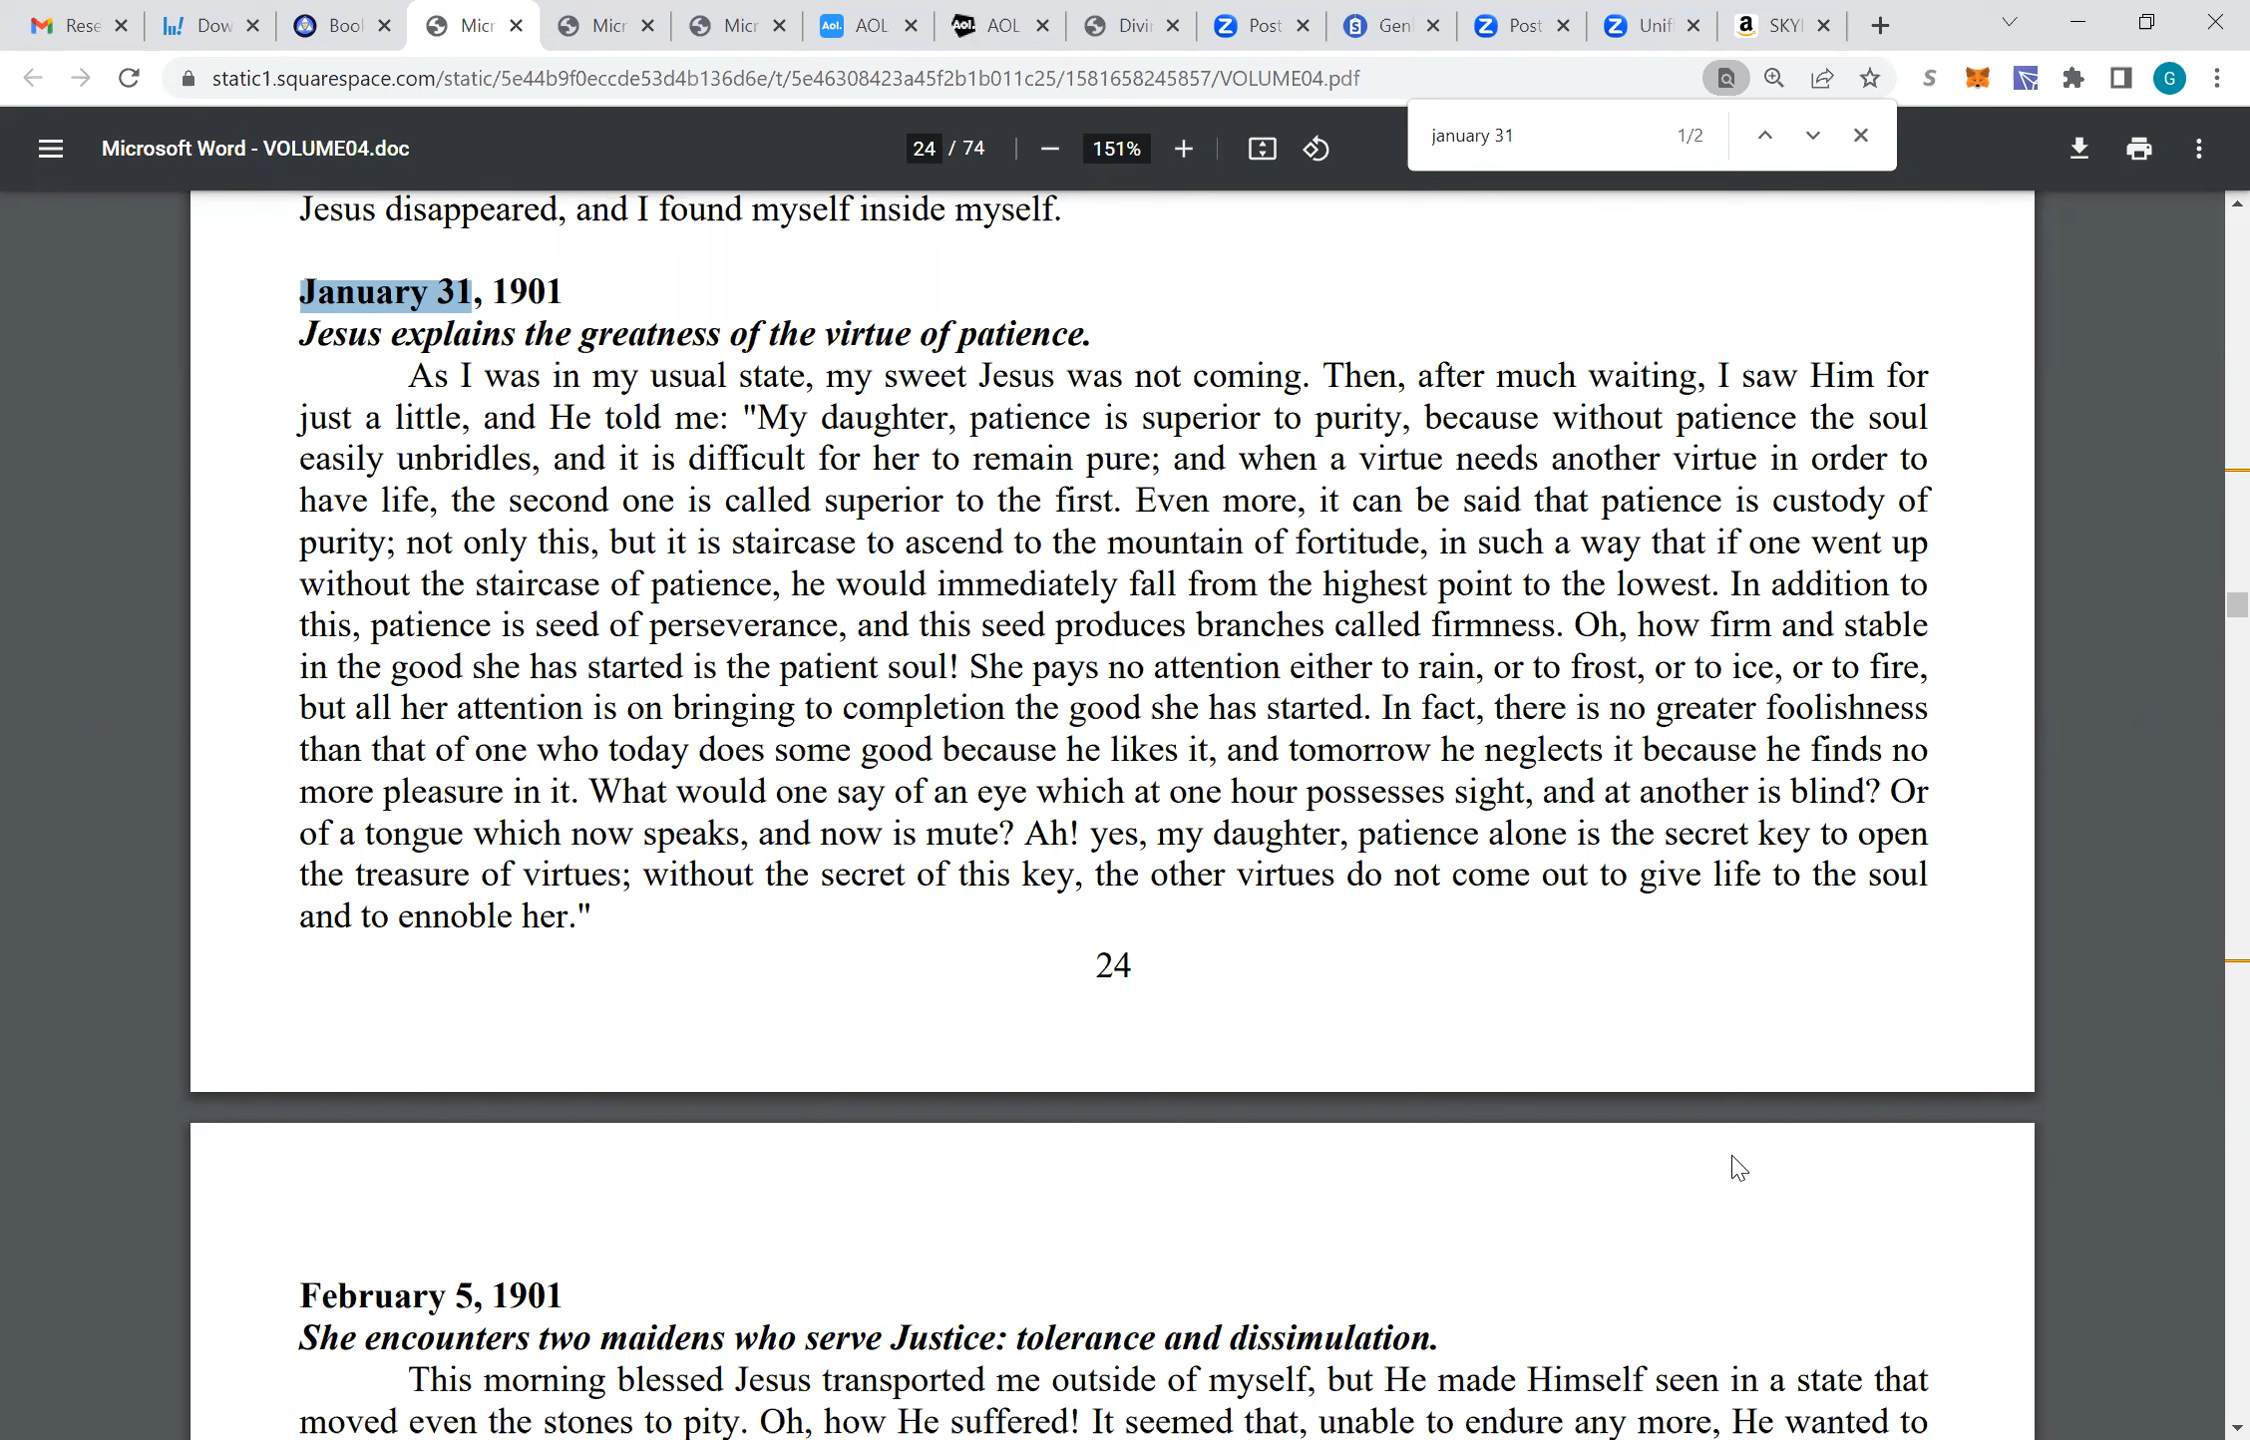 Rese
Dow
Boo
Micr
Micr
Micr
Aol. AOL
Aol. AOL
Divi
Post
Gen
Post
Unif
SKY
static1.squarespace.com/static/5e44b9f0eccde53d4b136d6e/t/5e46308423a45f2b1b011c25/1581658245857/VOLUME04.pdf
G
Microsoft Word - VOLUME04.doc
24 / 74
151%
january 31
1/2
Jesus disappeared, and I found myself inside myself.
January 31, 1901
Jesus explains the greatness of the virtue of patience.
As I was in my usual state, my sweet Jesus was not coming. Then, after much waiting, I saw Him for
just a little, and He told me: "My daughter, patience is superior to purity, because without patience the soul
easily unbridles, and it is difficult for her to remain pure; and when a virtue needs another virtue in order to
have life, the second one is called superior to the first. Even more, it can be said that patience is custody of
purity; not only this, but it is staircase to ascend to the mountain of fortitude, in such a way that if one went up
without the staircase of patience, he would immediately fall from the highest point to the lowest. In addition to
this, patience is seed of perseverance, and this seed produces branches called firmness. Oh, how firm and stable
in the good she has started is the patient soul! She pays no attention either to rain, or to frost, or to ice, or to fire,
but all her attention is on bringing to completion the good she has started. In fact, there is no greater foolishness
than that of one who today does some good because he likes it, and tomorrow he neglects it because he finds no
more pleasure in it. What would one say of an eye which at one hour possesses sight, and at another is blind? Or
of a tongue which now speaks, and now is mute? Ah! yes, my daughter, patience alone is the secret key to open
the treasure of virtues; without the secret of this key, the other virtues do not come out to give life to the soul
and to ennoble her."
24
February 5, 1901
She encounters two maidens who serve Justice: tolerance and dissimulation.
This morning blessed Jesus transported me outside of myself, but He made Himself seen in a state that
moved even the stones to pity. Oh, how He suffered! It seemed that, unable to endure any more, He wanted to